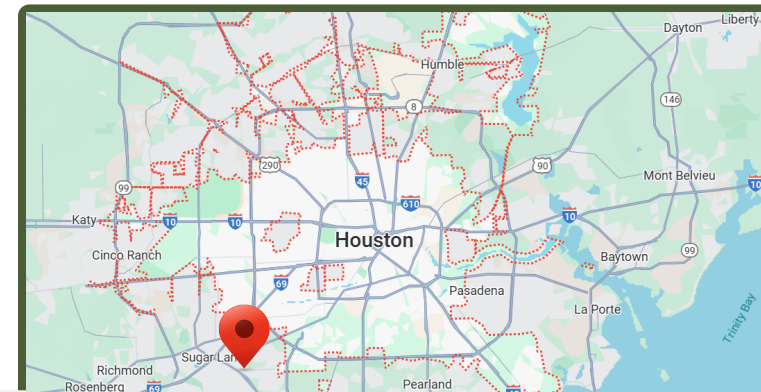 Liberty
Dayton
Humble
146
8
290
90
Mont Belvieu
45
99
610
10
Katy
10
10
10
Houston
Cinco Ranch
99
Baytown
69
Pasadena
La Porte
Trinity Bay
Sugar Lan
Richmond
Rosenberg
69
Pearland